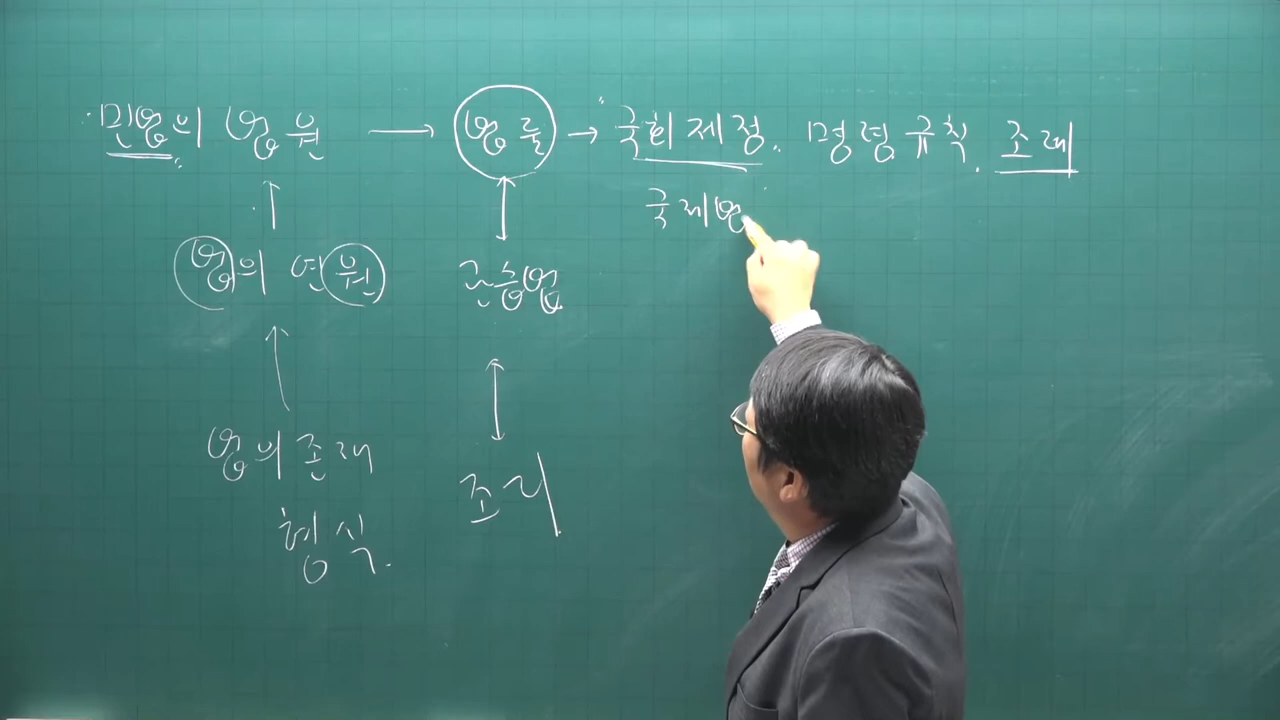 민법의 법원 → 법률 → 국회제정. 명령. 규칙. 조례
국제법
법의 연원 관습법
법의 존재 조리
형식.